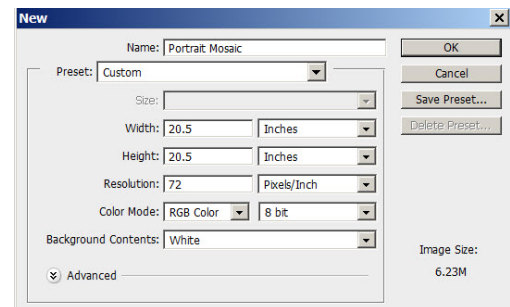 New
Name: Portrait Mosaic
OK
Preset: Custom
Cancel
Size:
Save Preset...
Width: 20.5 Inches
Delete Preset...
Height: 20.5 Inches
Resolution: 72 Pixels/Inch
Color Mode: RGB Color 8 bit
Background Contents: White
Image Size:
6.23M
Advanced